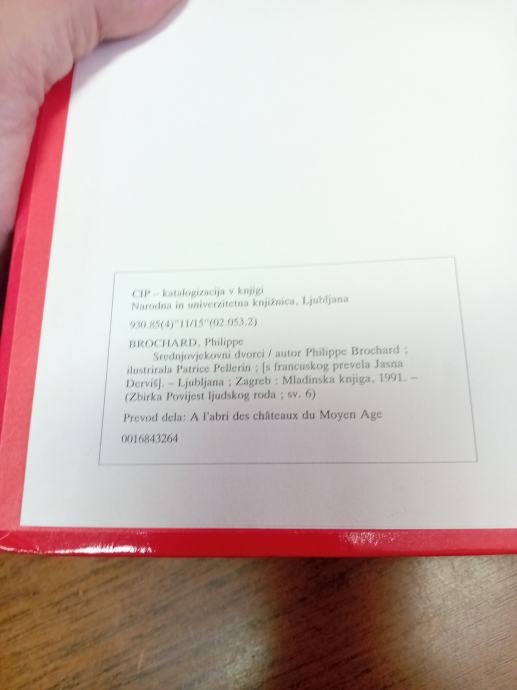 CIP – katalogizacija v knjigi
Narodna in univerzitetna knjižnica, Ljubljana
930.85(4)"11/15"(02.053.2)
BROCHARD, Philippe
Srednjovjekovni dvorci / autor Philippe Brochard ;
ilustrirala Patrice Pellerin ; [s francuskog prevela Jasna
Derviš]. – Ljubljana ; Zagreb : Mladinska knjiga, 1991. –
(Zbirka Povijest ljudskog roda ; sv. 6)
Prevod dela: A l'abri des châteaux du Moyen Age
0016843264